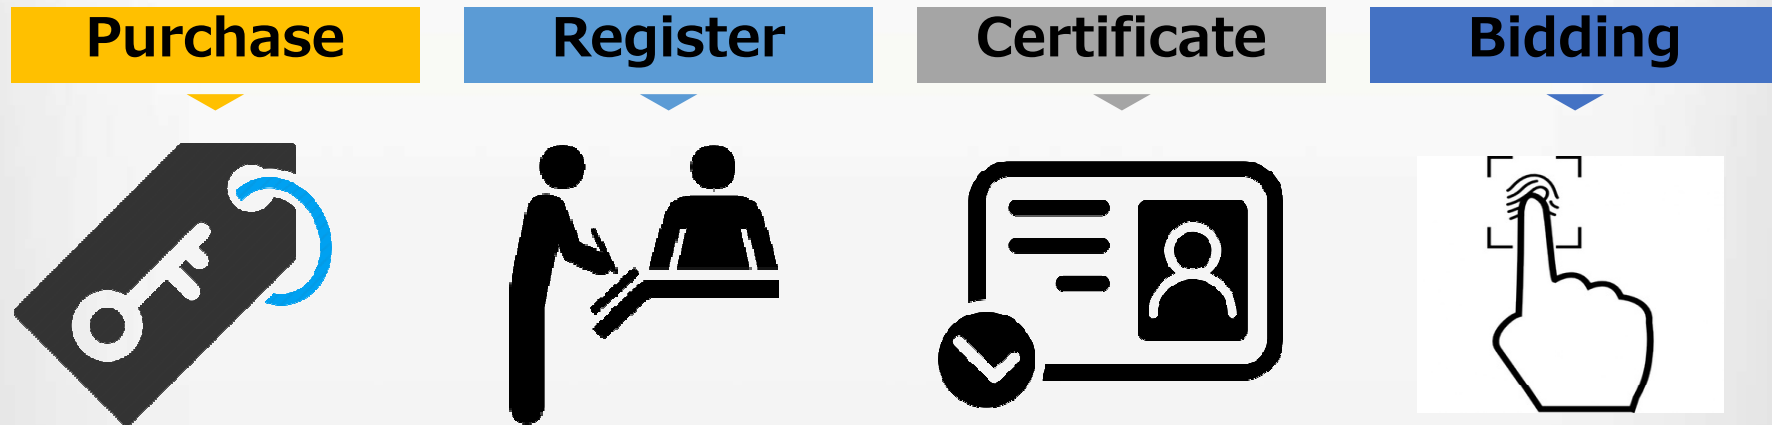 Purchase
Register
Certificate
Bidding